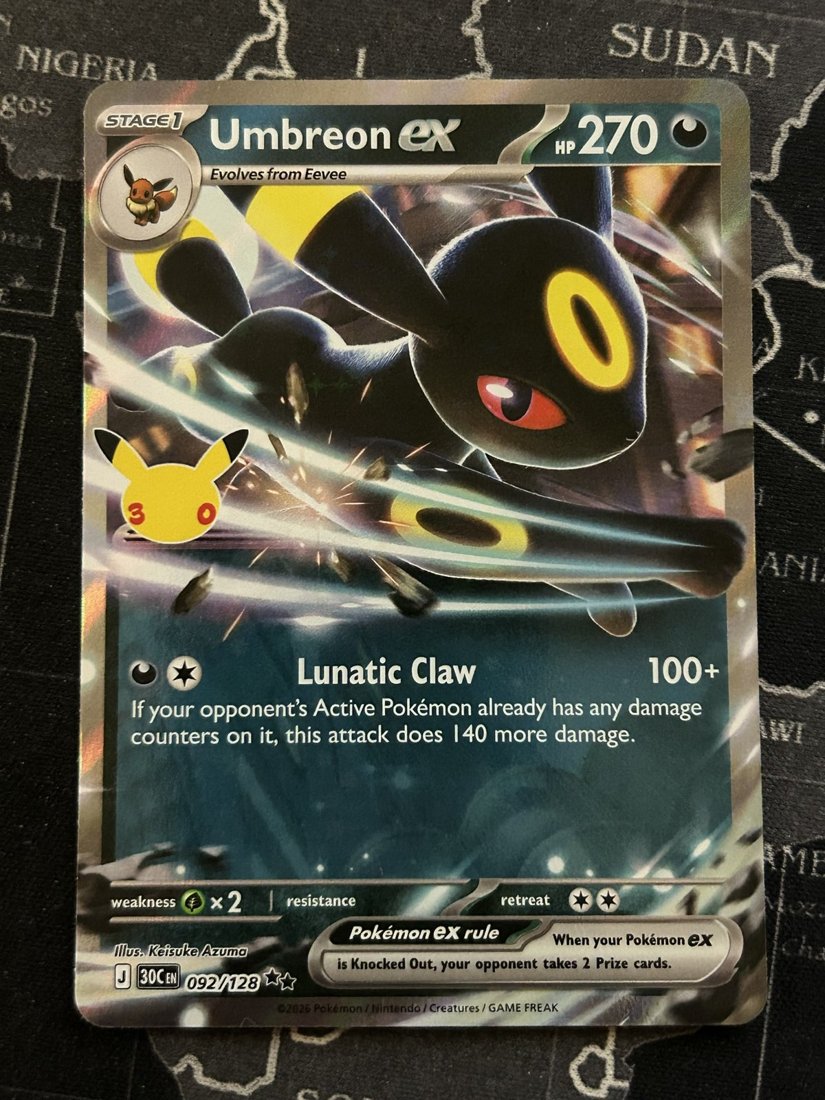 NIGERIA
SUDAN
gos
STAGE 1
Umbreon ex
HP 270
Evolves from Eevee
30
Lunatic Claw 100+
If your opponent's Active Pokémon already has any damage
counters on it, this attack does 140 more damage.
weakness ×2 resistance retreat
Pokémon ex rule
When your Pokémon ex
is Knocked Out, your opponent takes 2 Prize cards.
Illus. Keisuke Azuma
J 30C EN 092/128
©2026 Pokémon / Nintendo / Creatures / GAME FREAK